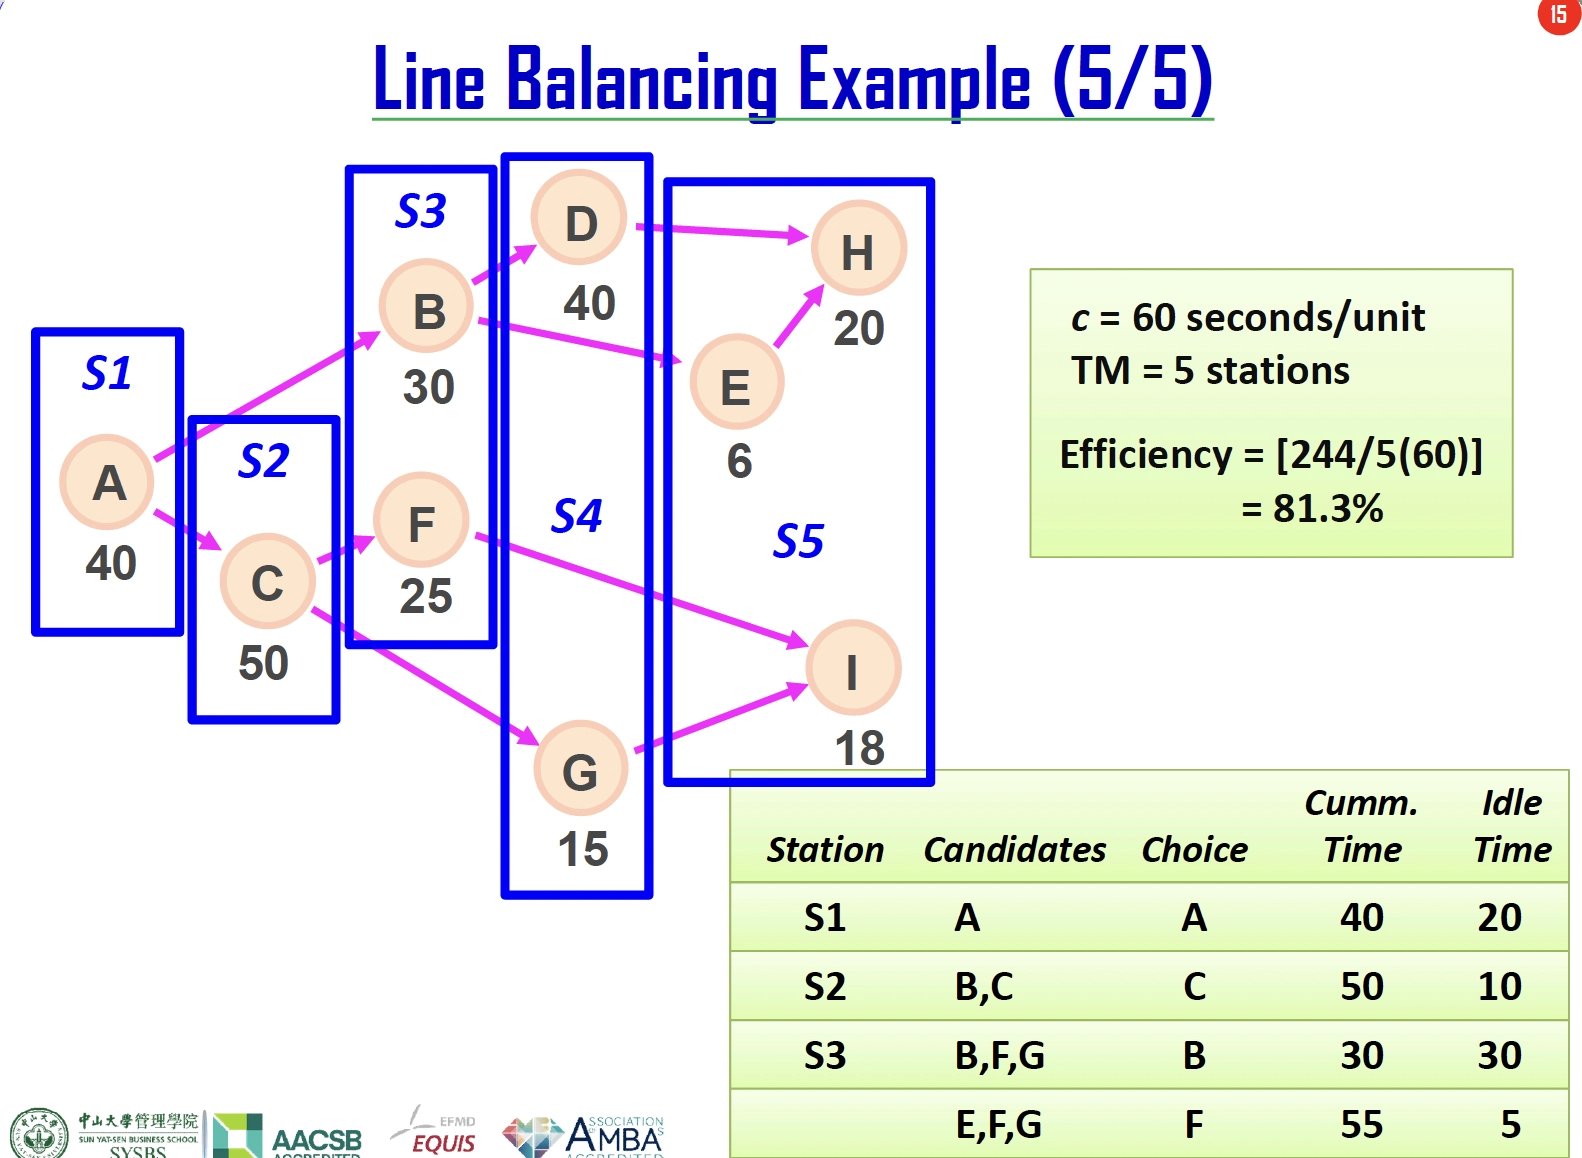 15
Line Balancing Example (5/5)
S3
D
H
B
40
20
c = 60 seconds/unit
TM = 5 stations
S1
30
E
Efficiency = [244/5(60)]
= 81.3%
S2
6
A
F
S4
S5
40
C
25
50
I
18
G
15
Station Candidates Choice Cumm. Time Idle Time
S1 A A 40 20
S2 B,C C 50 10
S3 B,F,G B 30 30
E,F,G F 55 5
中山大學管理學院
SUN YAT-SEN BUSINESS SCHOOL
SYSBS
AACSB
ACCREDITED
EFMD
EQUIS
ASSOCIATION
AMBA'S
ACCREDITED